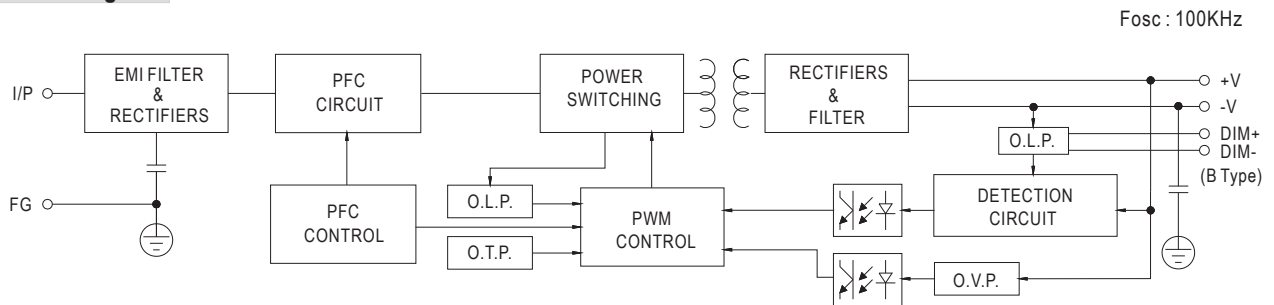 Fosc : 100KHz
I/P
EMI FILTER
&
RECTIFIERS
PFC
CIRCUIT
POWER
SWITCHING
RECTIFIERS
&
FILTER
+V
-V
DIM+
DIM-
(B Type)
O.L.P.
FG
PFC
CONTROL
O.L.P.
O.T.P.
PWM
CONTROL
DETECTION
CIRCUIT
O.V.P.